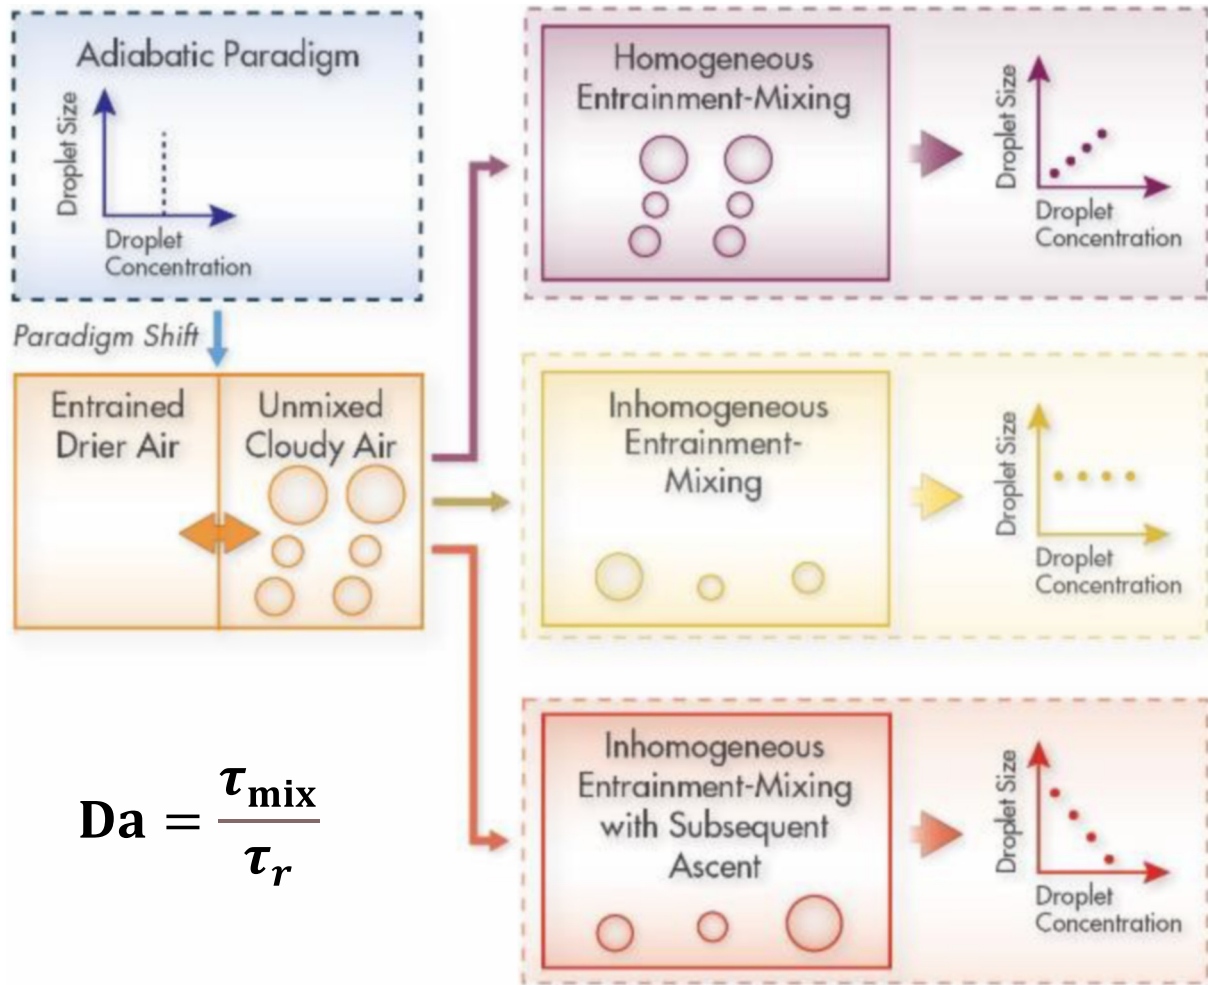 Adiabatic Paradigm
Droplet Size
Droplet
Concentration
Paradigm Shift
Entrained
Drier Air
Unmixed
Cloudy Air
Da = τmix / τr
Homogeneous
Entrainment-Mixing
Droplet Size
Droplet
Concentration
Inhomogeneous
Entrainment-
Mixing
Droplet Size
Droplet
Concentration
Inhomogeneous
Entrainment-Mixing
with Subsequent
Ascent
Droplet Size
Droplet
Concentration